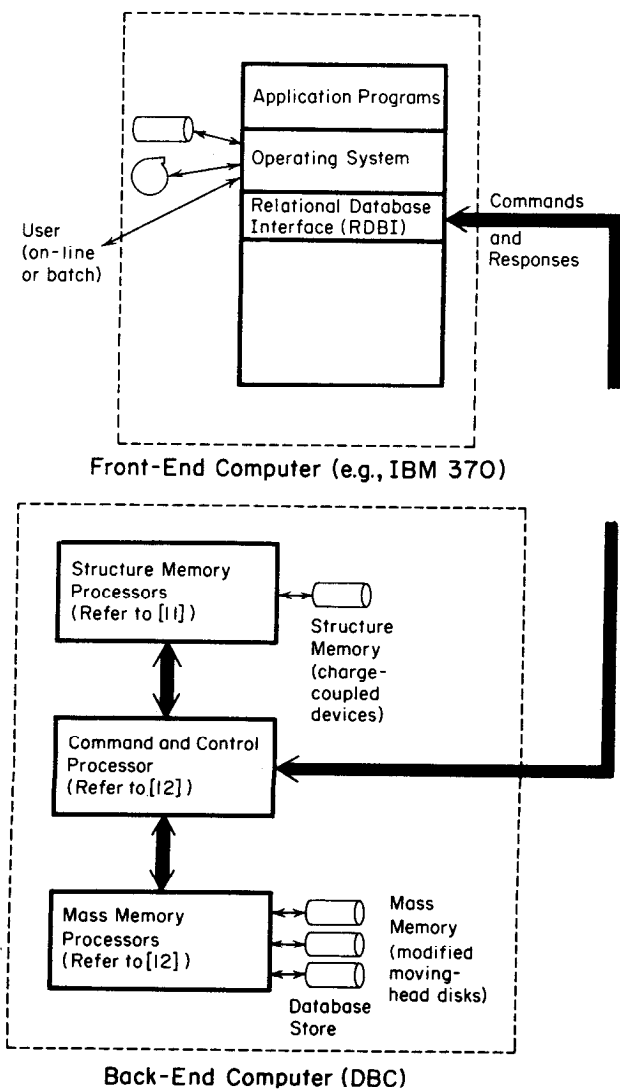 Application Programs
Operating System
Relational Database
Interface (RDBI)
User
(on-line
or batch)
Commands
and
Responses
Front-End Computer (e.g., IBM 370)
Structure Memory
Processors
(Refer to [11])
Structure
Memory
(charge-
coupled
devices)
Command and Control
Processor
(Refer to [12])
Mass Memory
Processors
(Refer to [12])
Mass
Memory
(modified
moving-
head disks)
Database
Store
Back-End Computer (DBC)